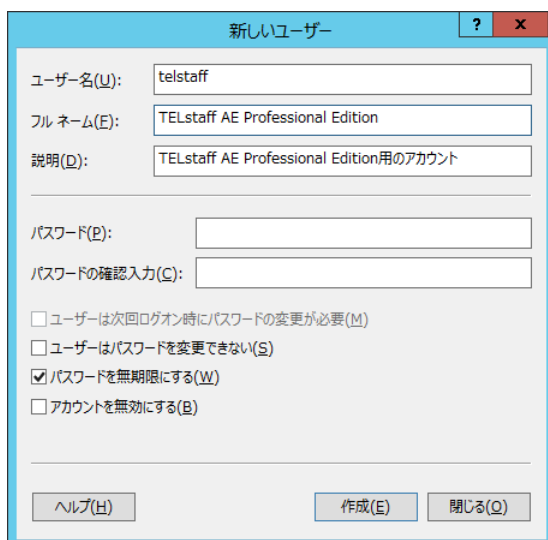 新しいユーザー
? x
ユーザー名(U): telstaff
フル ネーム(F): TELstaff AE Professional Edition
説明(D): TELstaff AE Professional Edition用のアカウント
パスワード(P):
パスワードの確認入力(C):
ユーザーは次回ログオン時にパスワードの変更が必要(M)
ユーザーはパスワードを変更できない(S)
パスワードを無期限にする(W)
アカウントを無効にする(B)
ヘルプ(H) 作成(E) 閉じる(O)